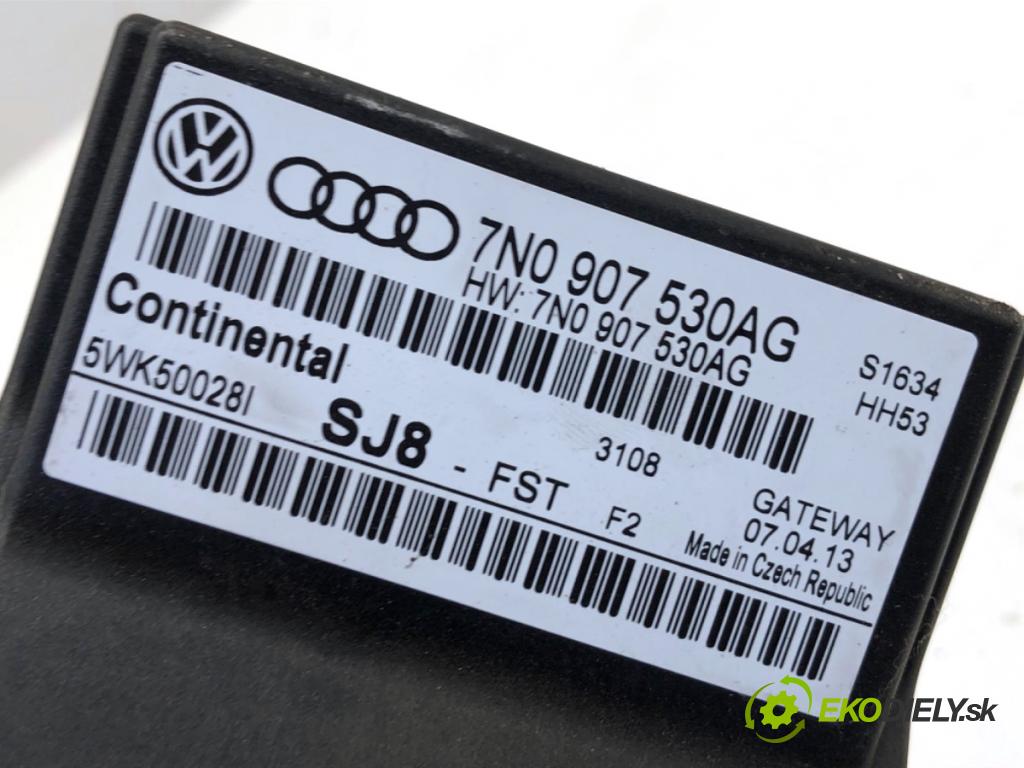 VW
7N0 907 530AG
HW: 7N0 907 530AG
S1634
HH53
Continental
5WK50028I
SJ8 - FST F2
3108
GATEWAY
07.04.13
Made in Czech Republic
EKODIELY.sk